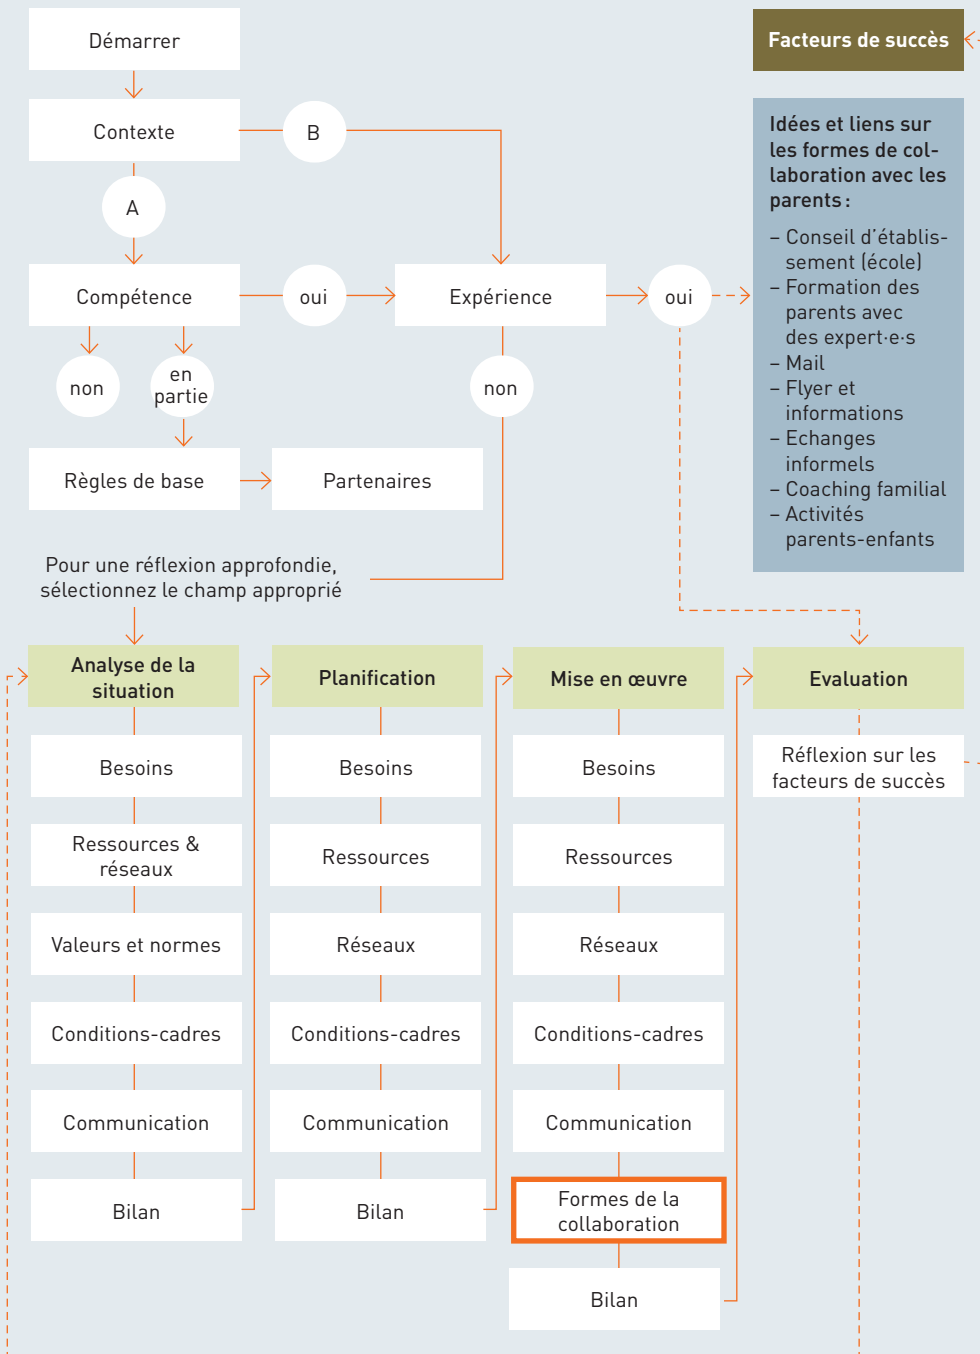 Démarrer
Contexte
B
A
Compétence
oui
Expérience
oui
non
en
partie
non
Règles de base
Partenaires
Facteurs de succès
Idées et liens sur
les formes de col-
laboration avec les
parents :
– Conseil d’établis-
sement (école)
– Formation des
parents avec
des expert·e·s
– Mail
– Flyer et
informations
– Echanges
informels
– Coaching familial
– Activités
parents-enfants
Pour une réflexion approfondie,
sélectionnez le champ approprié
Analyse de la
situation
Besoins
Ressources &
réseaux
Valeurs et normes
Conditions-cadres
Communication
Bilan
Planification
Besoins
Ressources
Réseaux
Conditions-cadres
Communication
Bilan
Mise en œuvre
Besoins
Ressources
Réseaux
Conditions-cadres
Communication
Formes de la
collaboration
Bilan
Evaluation
Réflexion sur les
facteurs de succès